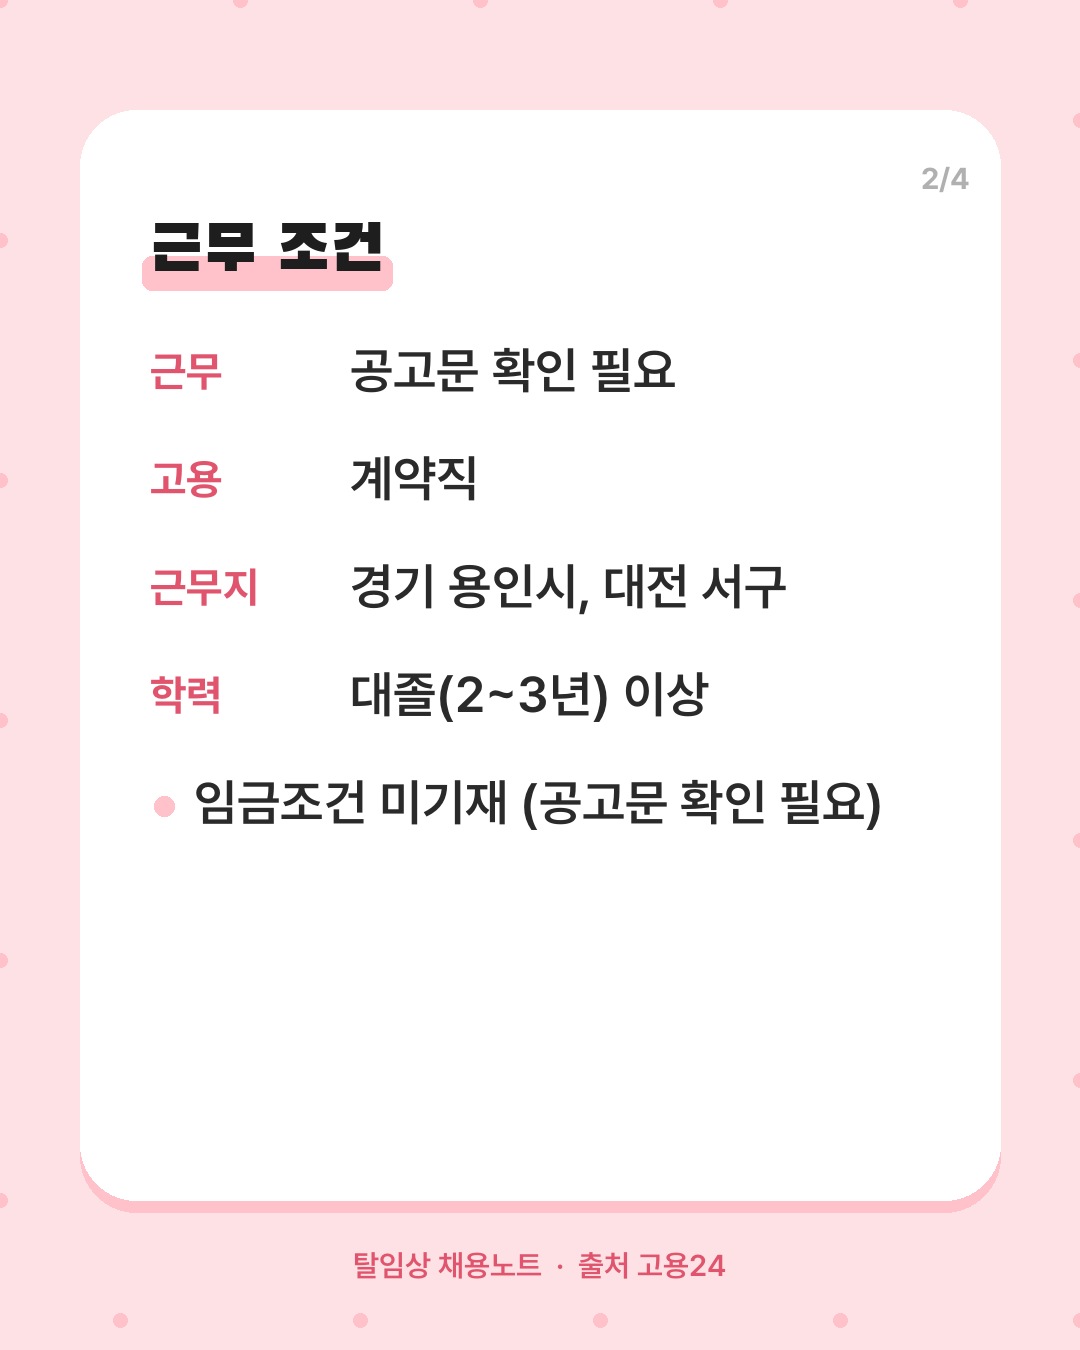 2/4
근무 조건
근무 공고문 확인 필요
고용 계약직
근무지 경기 용인시, 대전 서구
학력 대졸(2~3년) 이상
임금조건 미기재 (공고문 확인 필요)
탈임상 채용노트 · 출처 고용24